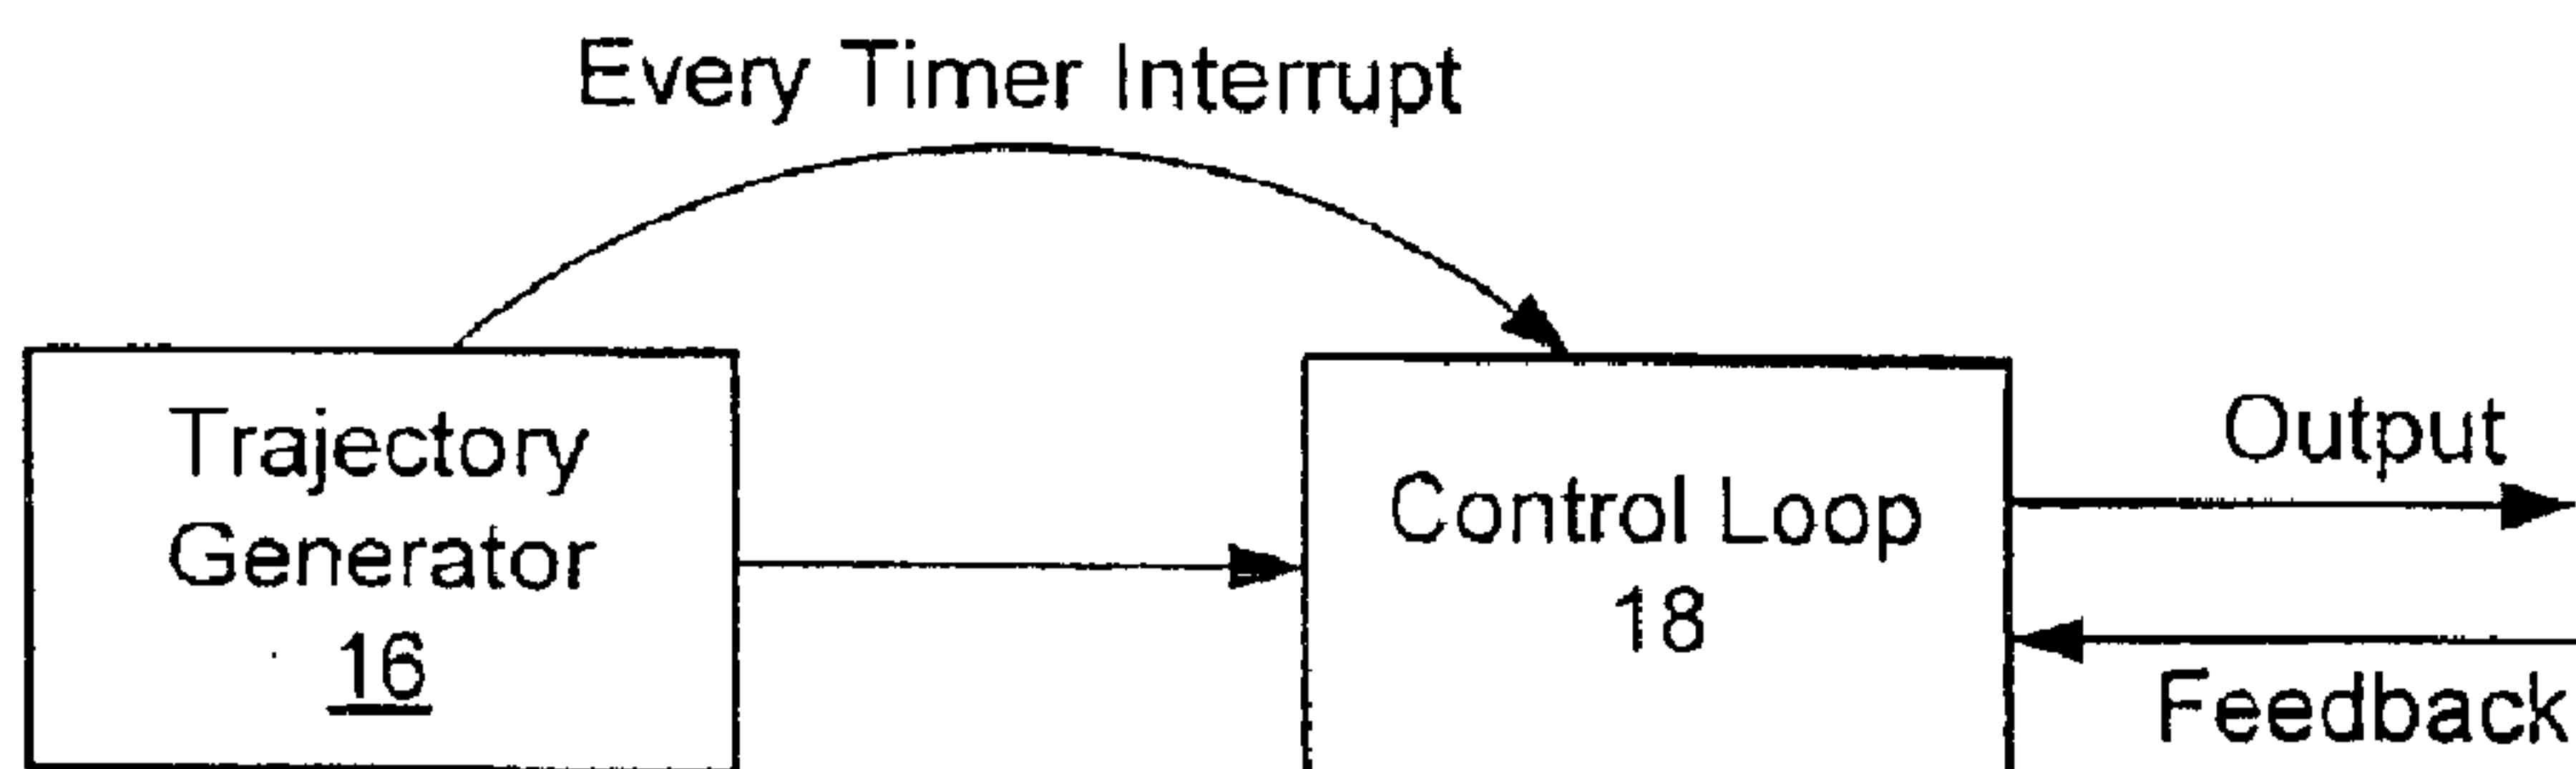 Every Timer Interrupt
Trajectory
Generator
16
Control Loop
18
Output
Feedback